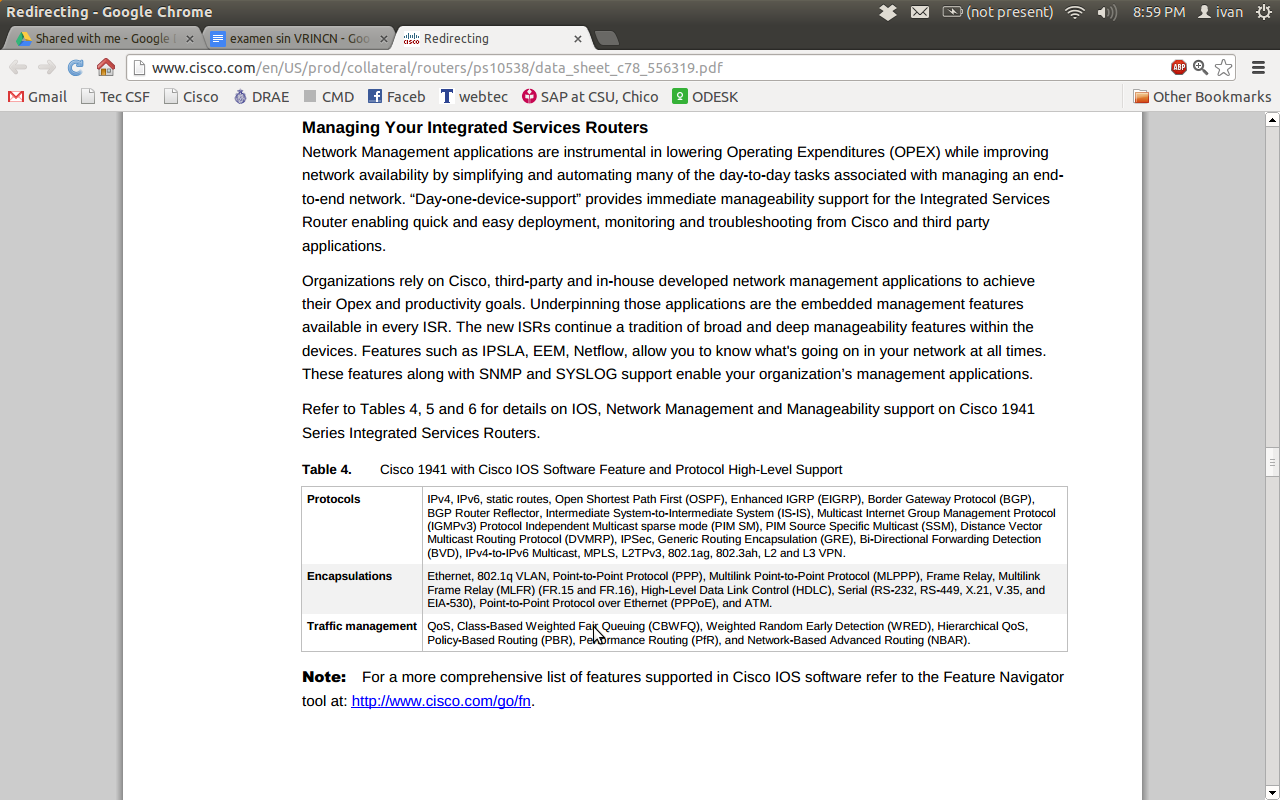 Redirecting - Google Chrome
(not present)
8:59 PM
ivan
Shared with me - Google
examen sin VRINCN - Goo
Redirecting
www.cisco.com/en/US/prod/collateral/routers/ps10538/data_sheet_c78_556319.pdf
ABP
Gmail
Tec CSF
Cisco
DRAE
CMD
Faceb
webtec
SAP at CSU, Chico
ODESK
Other Bookmarks
Managing Your Integrated Services Routers
Network Management applications are instrumental in lowering Operating Expenditures (OPEX) while improving
network availability by simplifying and automating many of the day-to-day tasks associated with managing an end-
to-end network. “Day-one-device-support” provides immediate manageability support for the Integrated Services
Router enabling quick and easy deployment, monitoring and troubleshooting from Cisco and third party
applications.
Organizations rely on Cisco, third-party and in-house developed network management applications to achieve
their Opex and productivity goals. Underpinning those applications are the embedded management features
available in every ISR. The new ISRs continue a tradition of broad and deep manageability features within the
devices. Features such as IPSLA, EEM, Netflow, allow you to know what's going on in your network at all times.
These features along with SNMP and SYSLOG support enable your organization’s management applications.
Refer to Tables 4, 5 and 6 for details on IOS, Network Management and Manageability support on Cisco 1941
Series Integrated Services Routers.
Table 4. Cisco 1941 with Cisco IOS Software Feature and Protocol High-Level Support
Protocols
IPv4, IPv6, static routes, Open Shortest Path First (OSPF), Enhanced IGRP (EIGRP), Border Gateway Protocol (BGP),
BGP Router Reflector, Intermediate System-to-Intermediate System (IS-IS), Multicast Internet Group Management Protocol
(IGMPv3) Protocol Independent Multicast sparse mode (PIM SM), PIM Source Specific Multicast (SSM), Distance Vector
Multicast Routing Protocol (DVMRP), IPSec, Generic Routing Encapsulation (GRE), Bi-Directional Forwarding Detection
(BVD), IPv4-to-IPv6 Multicast, MPLS, L2TPv3, 802.1ag, 802.3ah, L2 and L3 VPN.
Encapsulations
Ethernet, 802.1q VLAN, Point-to-Point Protocol (PPP), Multilink Point-to-Point Protocol (MLPPP), Frame Relay, Multilink
Frame Relay (MLFR) (FR.15 and FR.16), High-Level Data Link Control (HDLC), Serial (RS-232, RS-449, X.21, V.35, and
EIA-530), Point-to-Point Protocol over Ethernet (PPPoE), and ATM.
Traffic management
QoS, Class-Based Weighted Fair Queuing (CBWFQ), Weighted Random Early Detection (WRED), Hierarchical QoS,
Policy-Based Routing (PBR), Performance Routing (PfR), and Network-Based Advanced Routing (NBAR).
Note: For a more comprehensive list of features supported in Cisco IOS software refer to the Feature Navigator
tool at: http://www.cisco.com/go/fn.